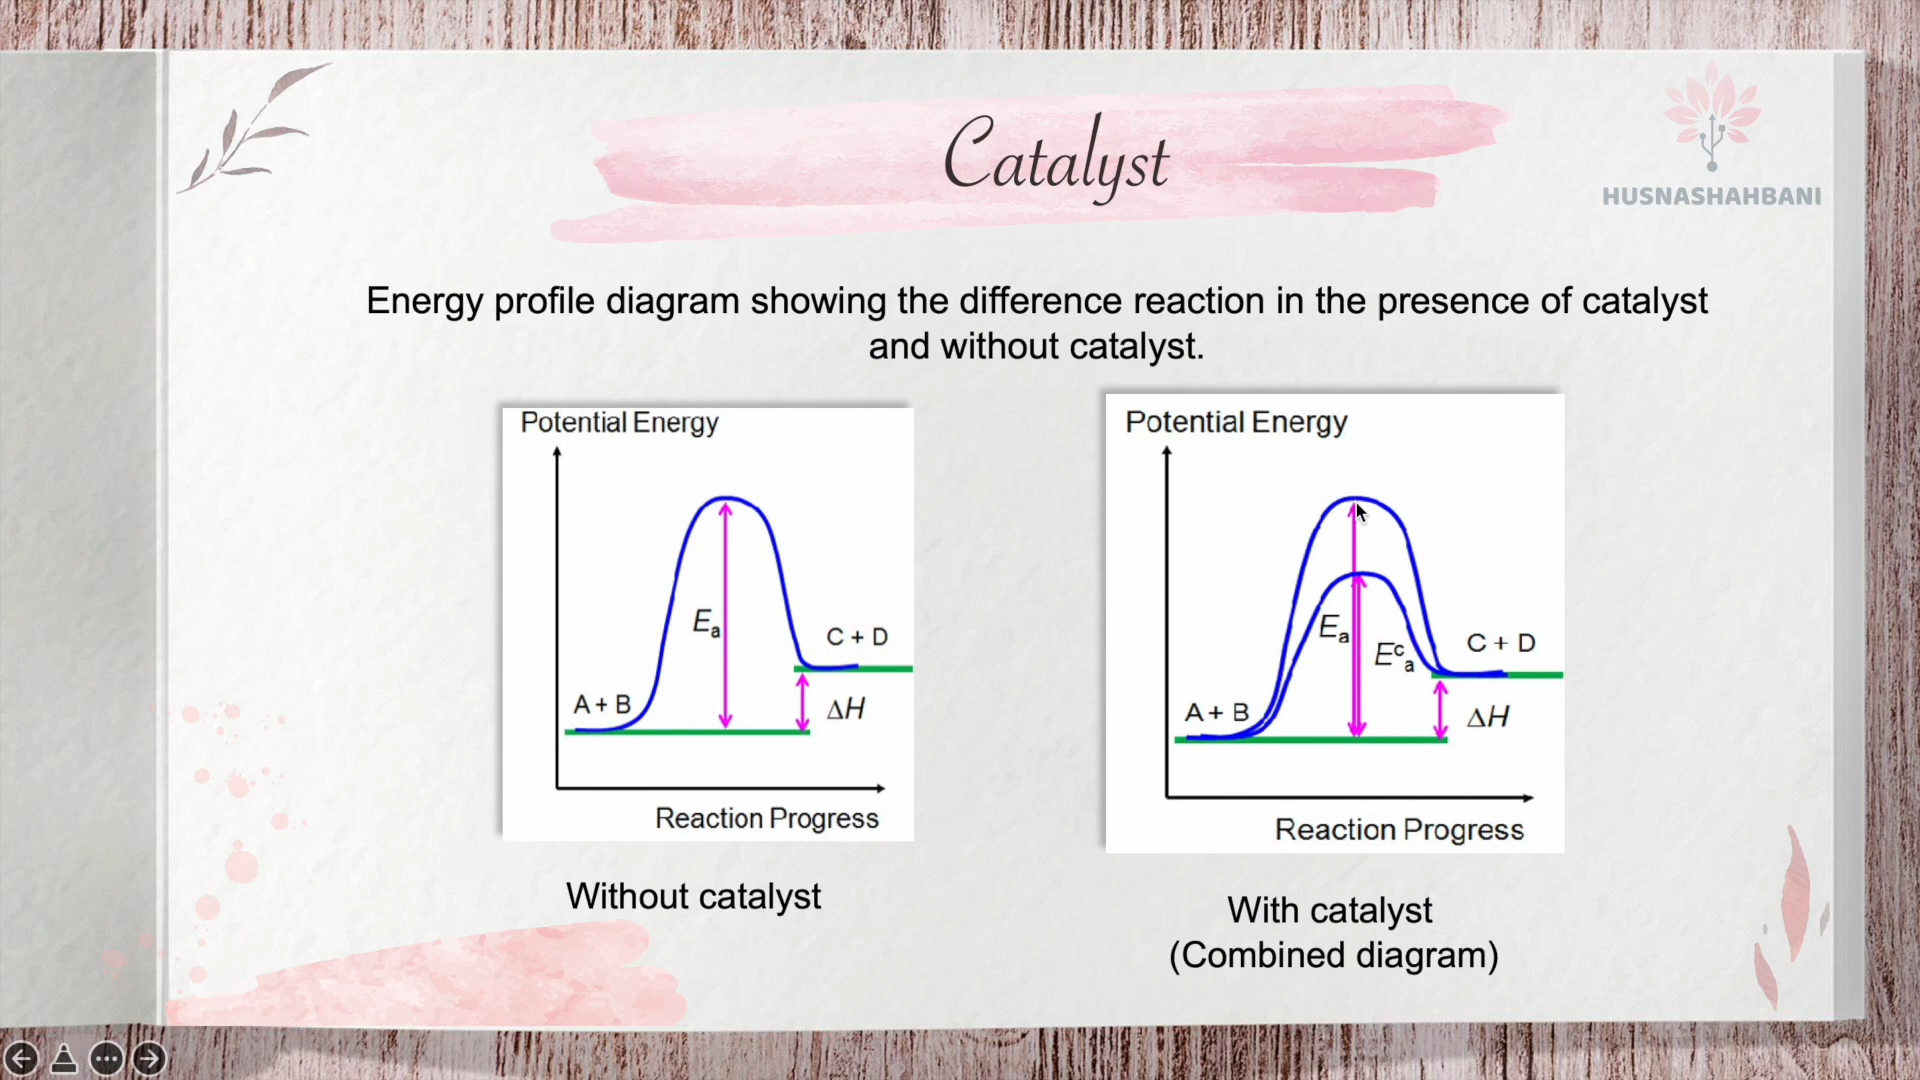 Catalyst
HUSNASHAHBANI
Energy profile diagram showing the difference reaction in the presence of catalyst
and without catalyst.
Potential Energy
Ea
C + D
A + B
ΔH
Reaction Progress
Without catalyst
Potential Energy
Ea
Eca
C + D
A + B
ΔH
Reaction Progress
With catalyst
(Combined diagram)